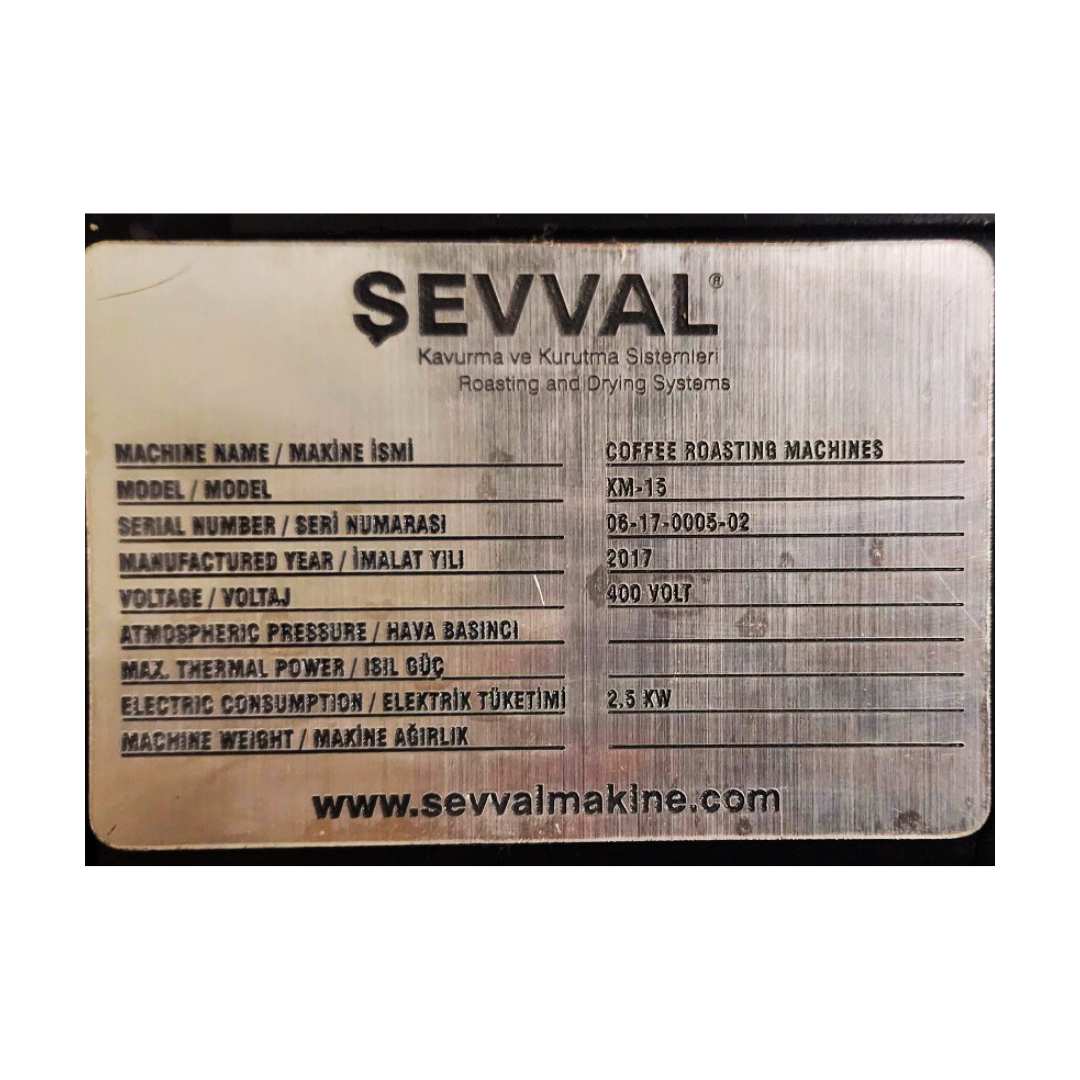 ŞEVVAL®
Kavurma ve Kurutma Sistemleri
Roasting and Drying Systems
MACHINE NAME / MAKİNE İSMİ COFFEE ROASTING MACHINES
MODEL / MODEL KM-15
SERIAL NUMBER / SERİ NUMARASI 06-17-0005-02
MANUFACTURED YEAR / İMALAT YILI 2017
VOLTAGE / VOLTAJ 400 VOLT
ATMOSPHERIC PRESSURE / HAVA BASINCI
MAX. THERMAL POWER / ISIL GÜÇ
ELECTRIC CONSUMPTION / ELEKTRİK TÜKETİMİ 2,5 KW
MACHINE WEIGHT / MAKİNE AĞIRLIK
www.sevvalmakine.com